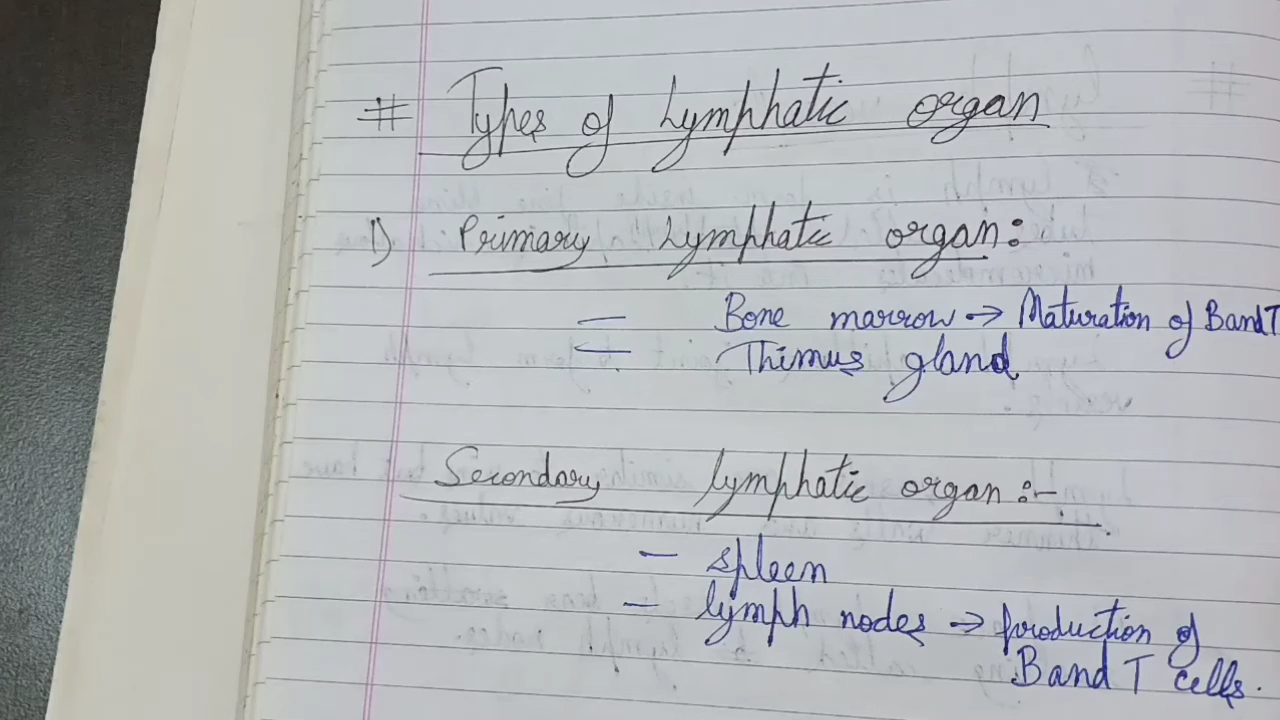 # Types of Lymphatic organ
1) Primary Lymphatic organ:
— Bone marrow → Maturation of B and T
— Thimus gland
Secondary lymphatic organ :-
— spleen
— lymph nodes → production of
B and T cells.